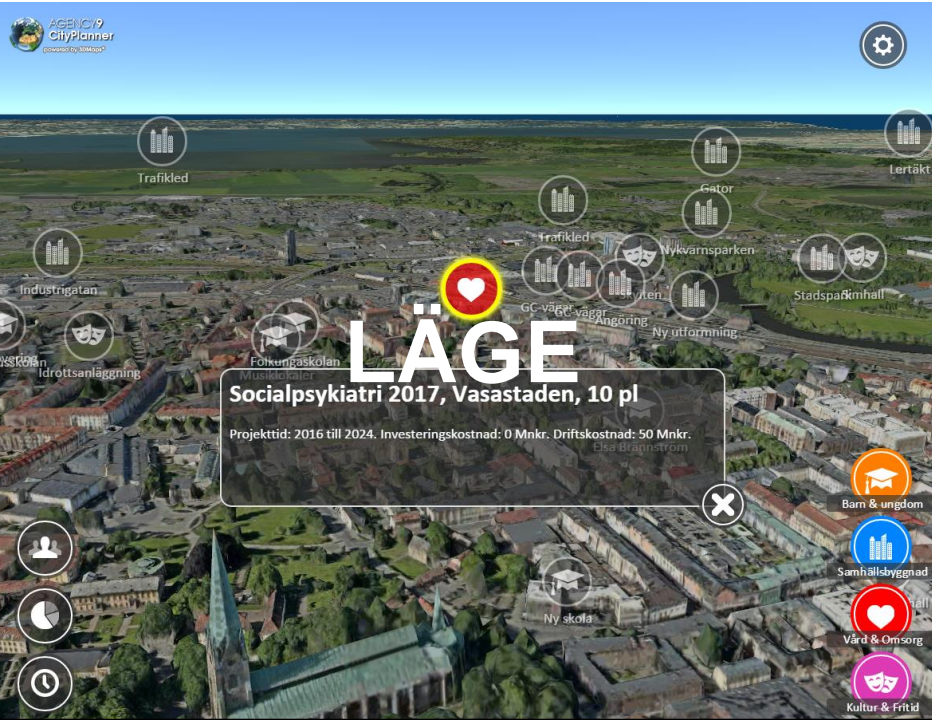 AGENCY9
CityPlanner
powered by 3DMaps®
Trafikled
Lertäkt
Gator
Trafikled
Nykvarnsparken
Industrigatan
Stadspark
Simhall
GC-vägar
GC-vägar
Skyten
Angöring
Ny utformning
LÄGE
Folkungaskolan
Idrottsanläggning
Musiklokaler
Socialpsykiatri 2017, Vasastaden, 10 pl
Projekttid: 2016 till 2024. Investeringskostnad: 0 Mnkr. Driftskostnad: 50 Mnkr.
Elsa Brännström
Barn & ungdom
Samhällsbyggnad
Ny skola
Vård & Omsorg
Kultur & Fritid